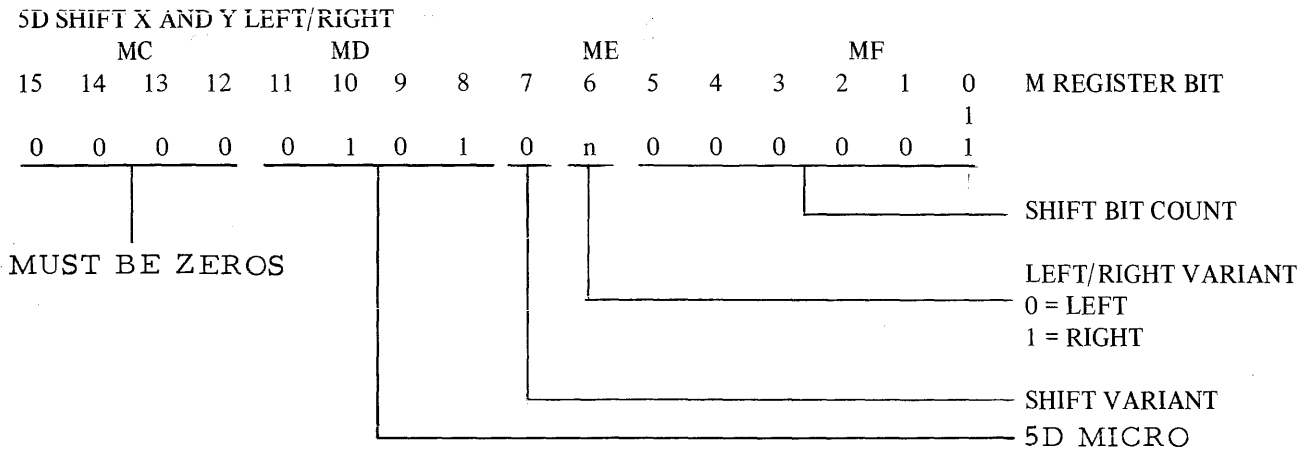 5D SHIFT X AND Y LEFT/RIGHT
MC MD ME MF
15 14 13 12 11 10 9 8 7 6 5 4 3 2 1 0 M REGISTER BIT
1
0 0 0 0 0 1 0 1 0 n 0 0 0 0 0 1
SHIFT BIT COUNT
MUST BE ZEROS
LEFT/RIGHT VARIANT
0 = LEFT
1 = RIGHT
SHIFT VARIANT
5D MICRO